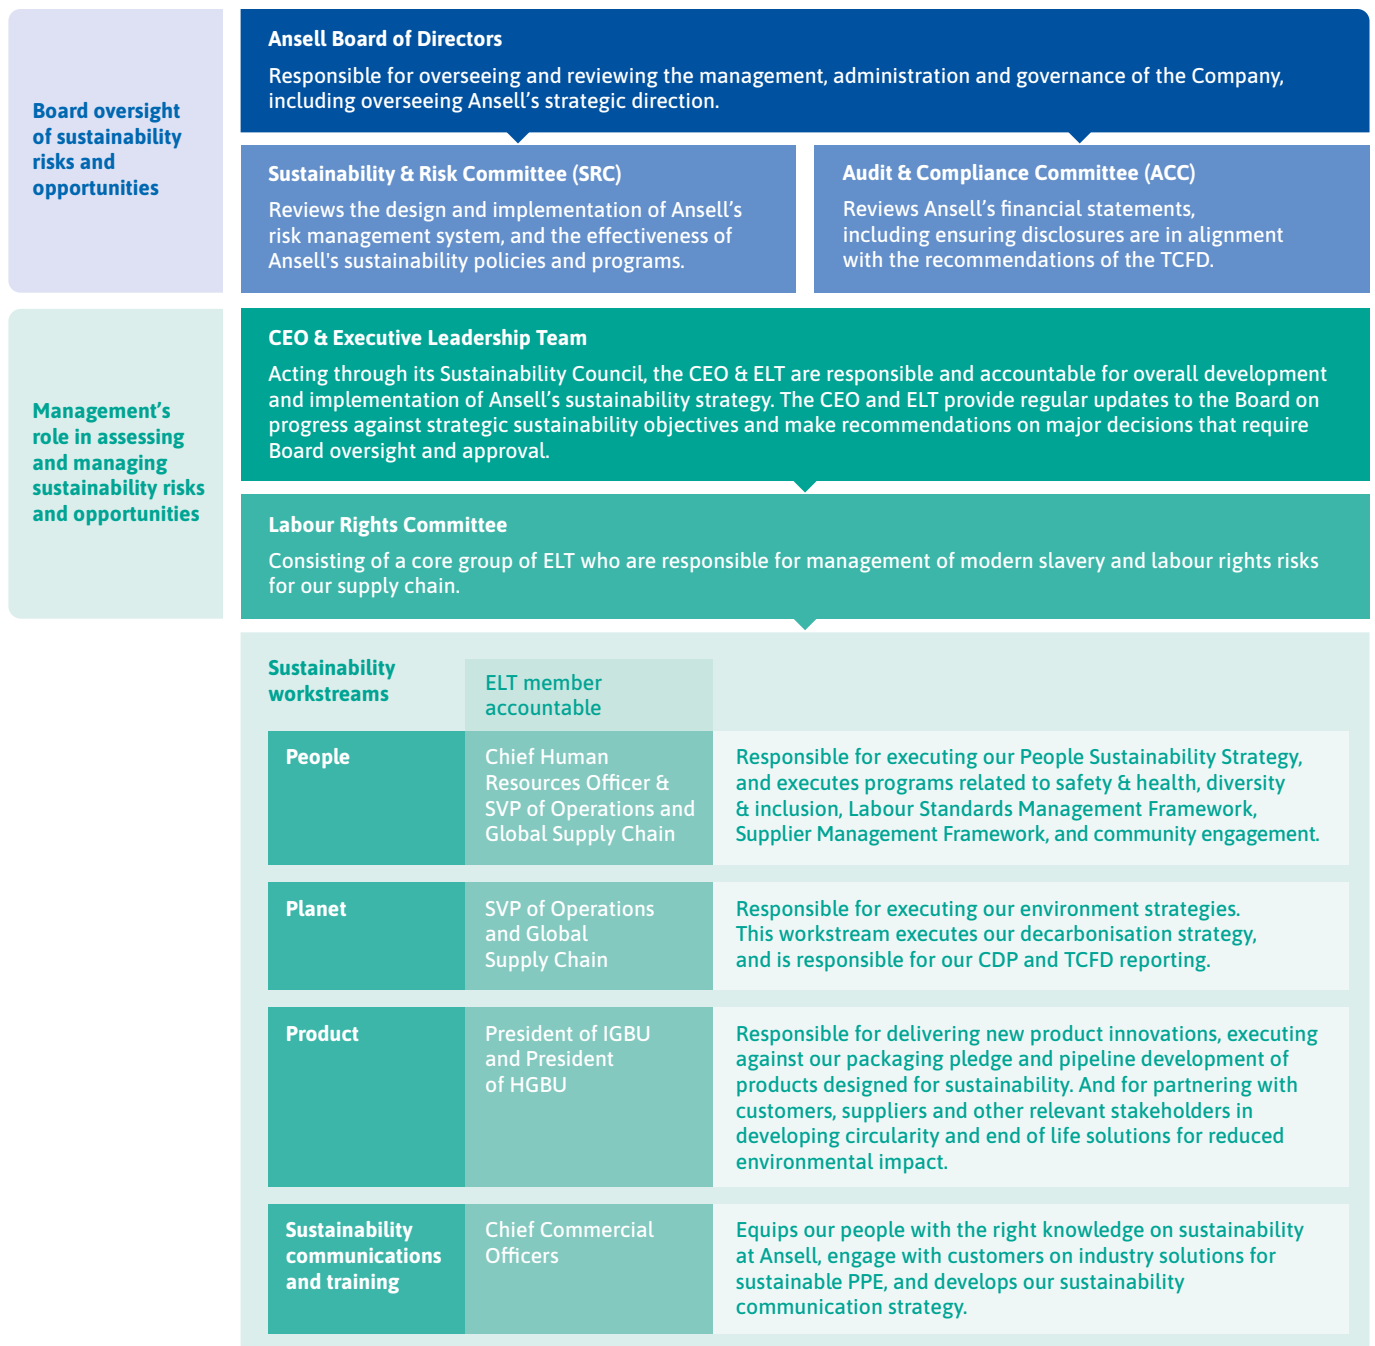 Board oversight
of sustainability
risks and
opportunities
Ansell Board of Directors
Responsible for overseeing and reviewing the management, administration and governance of the Company,
including overseeing Ansell’s strategic direction.
Sustainability & Risk Committee (SRC)
Reviews the design and implementation of Ansell’s
risk management system, and the effectiveness of
Ansell's sustainability policies and programs.
Audit & Compliance Committee (ACC)
Reviews Ansell’s financial statements,
including ensuring disclosures are in alignment
with the recommendations of the TCFD.
Management’s
role in assessing
and managing
sustainability risks
and opportunities
CEO & Executive Leadership Team
Acting through its Sustainability Council, the CEO & ELT are responsible and accountable for overall development
and implementation of Ansell’s sustainability strategy. The CEO and ELT provide regular updates to the Board on
progress against strategic sustainability objectives and make recommendations on major decisions that require
Board oversight and approval.
Labour Rights Committee
Consisting of a core group of ELT who are responsible for management of modern slavery and labour rights risks
for our supply chain.
Sustainability
workstreams
ELT member
accountable
People
Chief Human
Resources Officer &
SVP of Operations and
Global Supply Chain
Responsible for executing our People Sustainability Strategy,
and executes programs related to safety & health, diversity
& inclusion, Labour Standards Management Framework,
Supplier Management Framework, and community engagement.
Planet
SVP of Operations
and Global
Supply Chain
Responsible for executing our environment strategies.
This workstream executes our decarbonisation strategy,
and is responsible for our CDP and TCFD reporting.
Product
President of IGBU
and President
of HGBU
Responsible for delivering new product innovations, executing
against our packaging pledge and pipeline development of
products designed for sustainability. And for partnering with
customers, suppliers and other relevant stakeholders in
developing circularity and end of life solutions for reduced
environmental impact.
Sustainability
communications
and training
Chief Commercial
Officers
Equips our people with the right knowledge on sustainability
at Ansell, engage with customers on industry solutions for
sustainable PPE, and develops our sustainability
communication strategy.